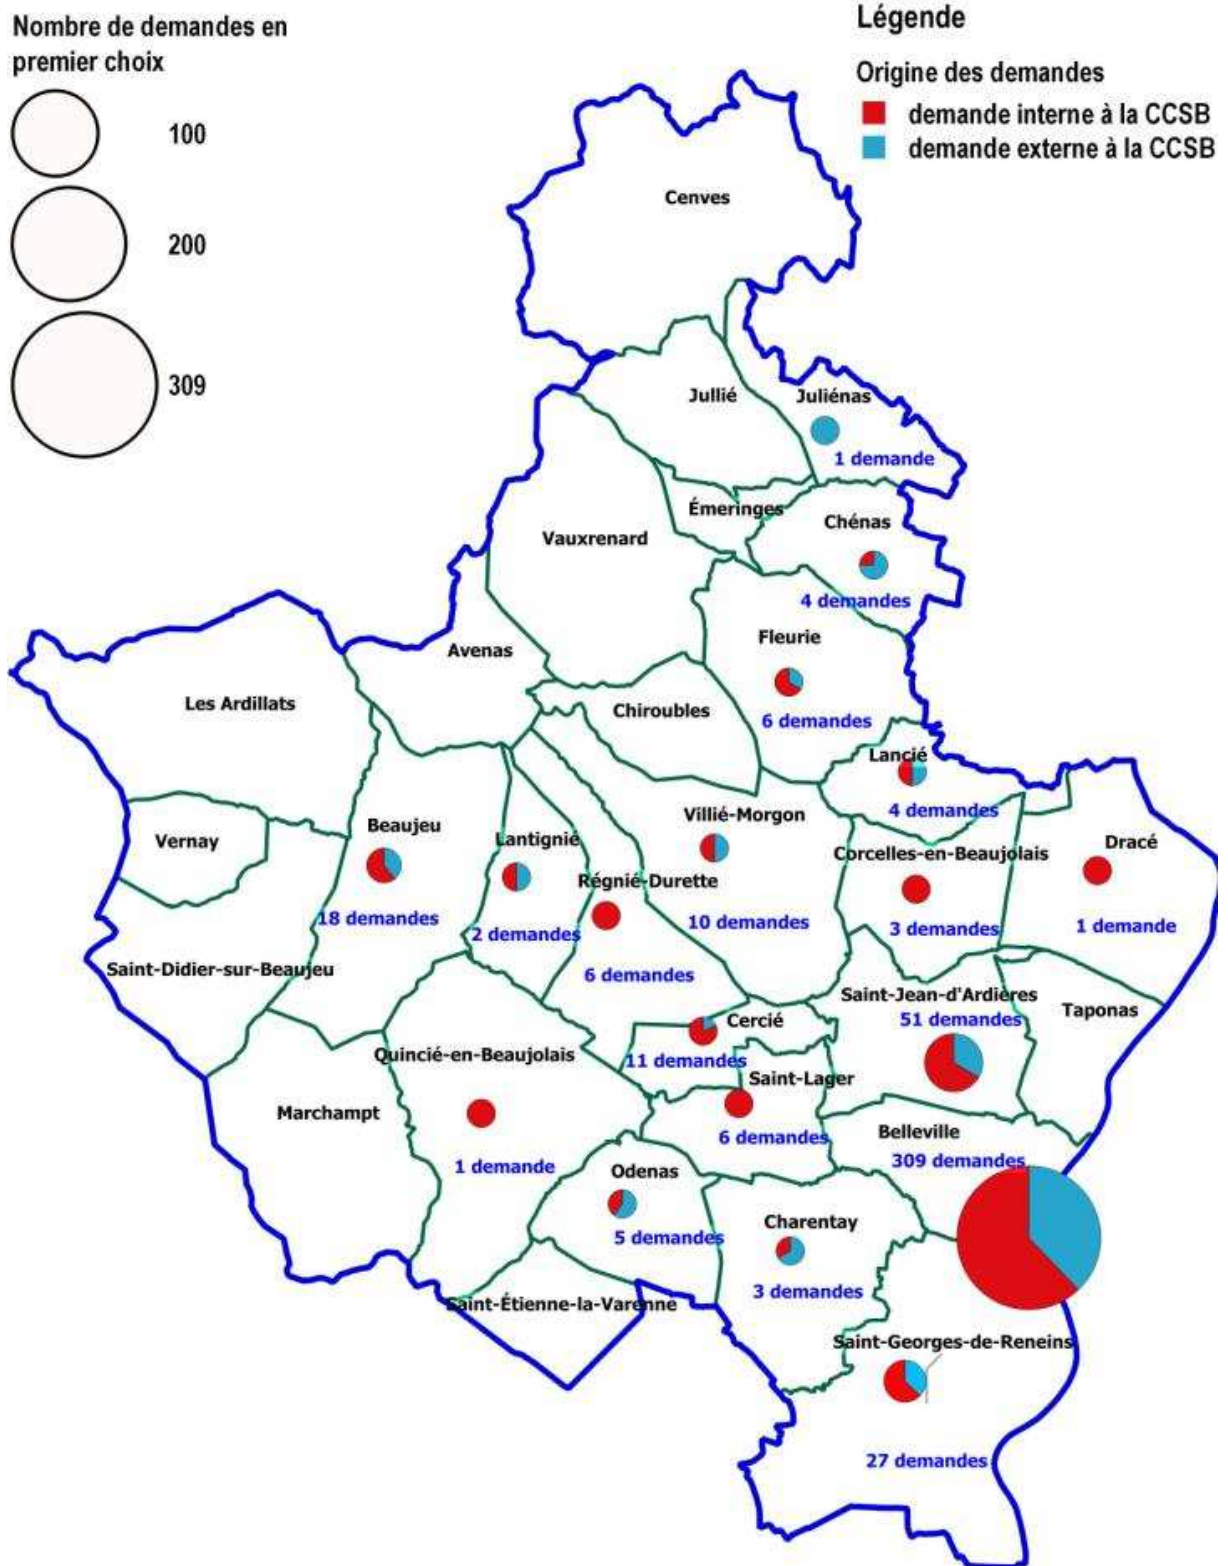 Nombre de demandes en
premier choix
100
200
309
Légende
Origine des demandes
demande interne à la CCSB
demande externe à la CCSB
Cenves
Jullié
Juliénas
1 demande
Émeringes
Chénas
Vauxrenard
4 demandes
Fleurie
Avenas
Les Ardillats
Chiroubles
6 demandes
Lancié
4 demandes
Villié-Morgon
Beaujeu
Vernay
Lantignié
Dracé
Corcelles-en-Beaujolais
Régnié-Durette
18 demandes
2 demandes
10 demandes
3 demandes
1 demande
Saint-Didier-sur-Beaujeu
6 demandes
Saint-Jean-d'Ardières
51 demandes
Taponas
Cercié
Quincié-en-Beaujolais
11 demandes
Saint-Lager
Marchampt
6 demandes
Belleville
309 demandes
1 demande
Odenas
5 demandes
Charentay
3 demandes
Saint-Étienne-la-Varenne
Saint-Georges-de-Reneins
27 demandes